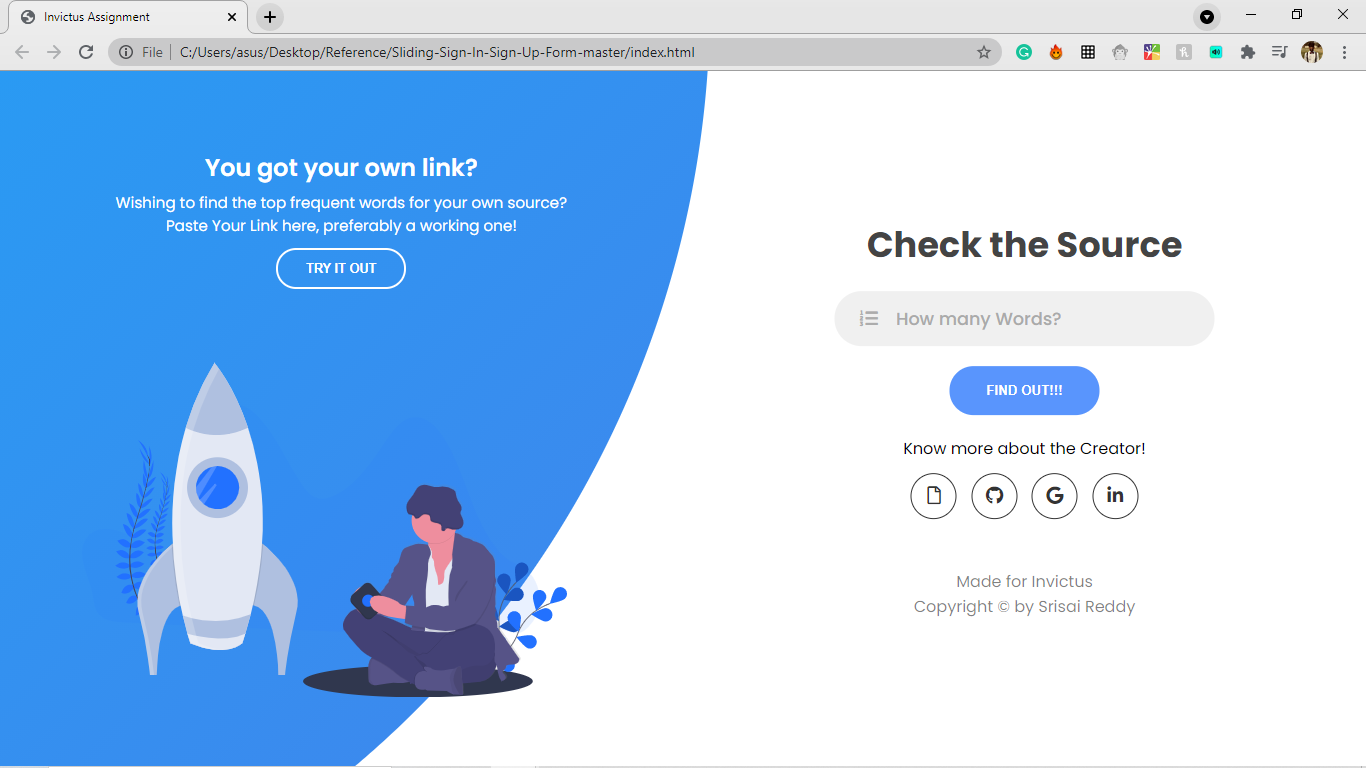 Invictus Assignment
File
C:/Users/asus/Desktop/Reference/Sliding-Sign-In-Sign-Up-Form-master/index.html
You got your own link?
Wishing to find the top frequent words for your own source?
Paste Your Link here, preferably a working one!
TRY IT OUT
Check the Source
How many Words?
FIND OUT!!!
Know more about the Creator!
Made for Invictus
Copyright © by Srisai Reddy